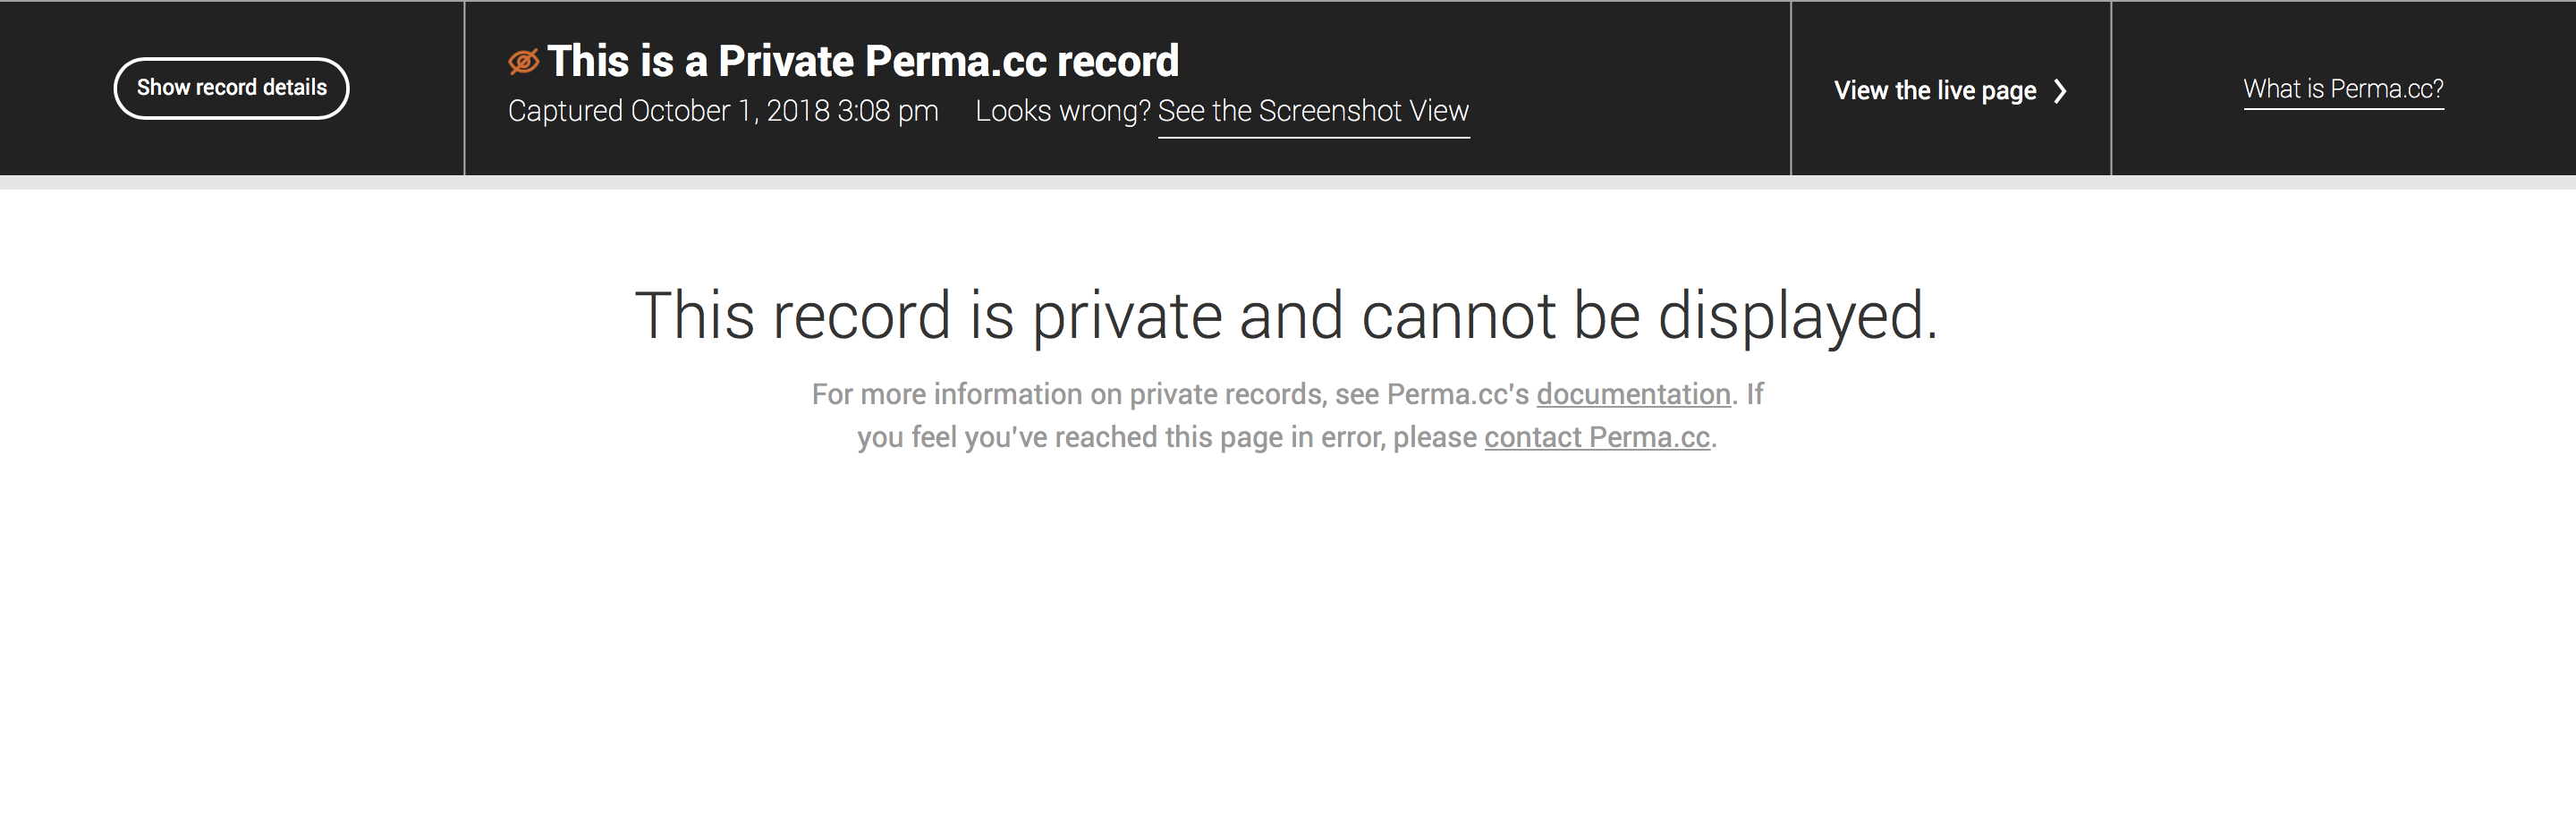 Show record details
This is a Private Perma.cc record
Captured October 1, 2018 3:08 pm Looks wrong? See the Screenshot View
View the live page
What is Perma.cc?
This record is private and cannot be displayed.
For more information on private records, see Perma.cc's documentation. If
you feel you've reached this page in error, please contact Perma.cc.